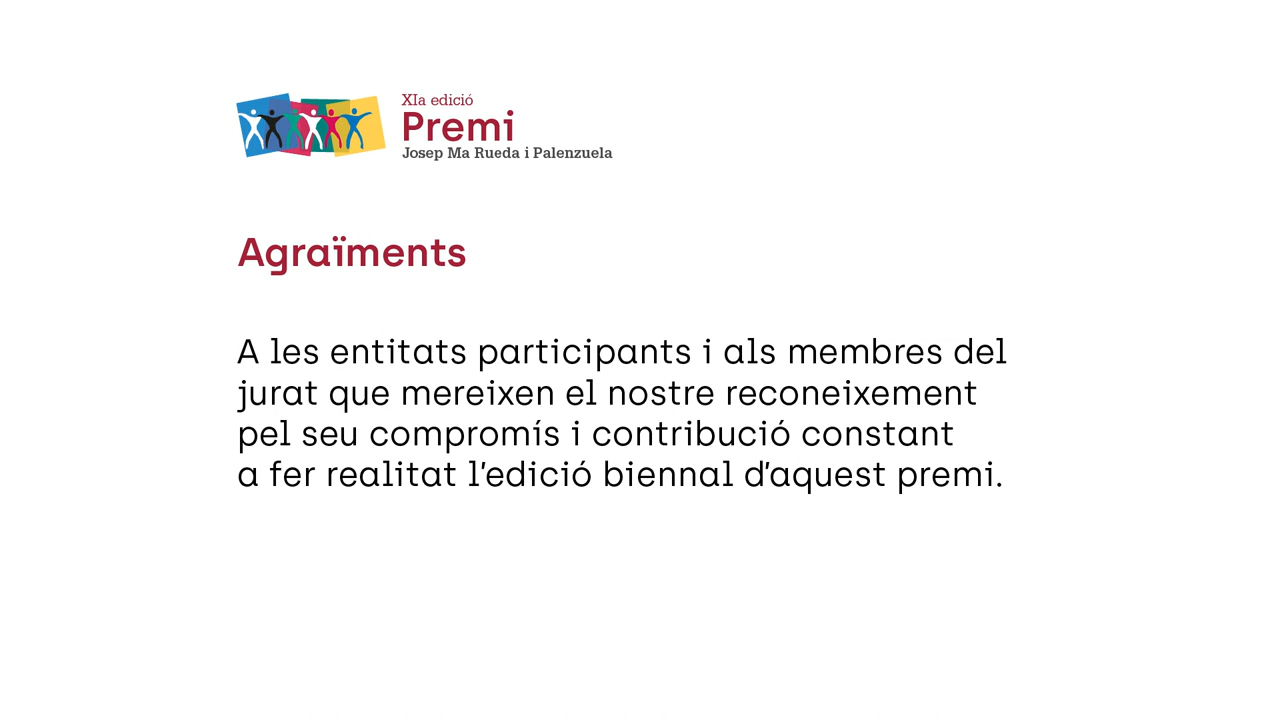 XIa edició
Premi
Josep Ma Rueda i Palenzuela
Agraïments
A les entitats participants i als membres del
jurat que mereixen el nostre reconeixement
pel seu compromís i contribució constant
a fer realitat l’edició biennal d’aquest premi.